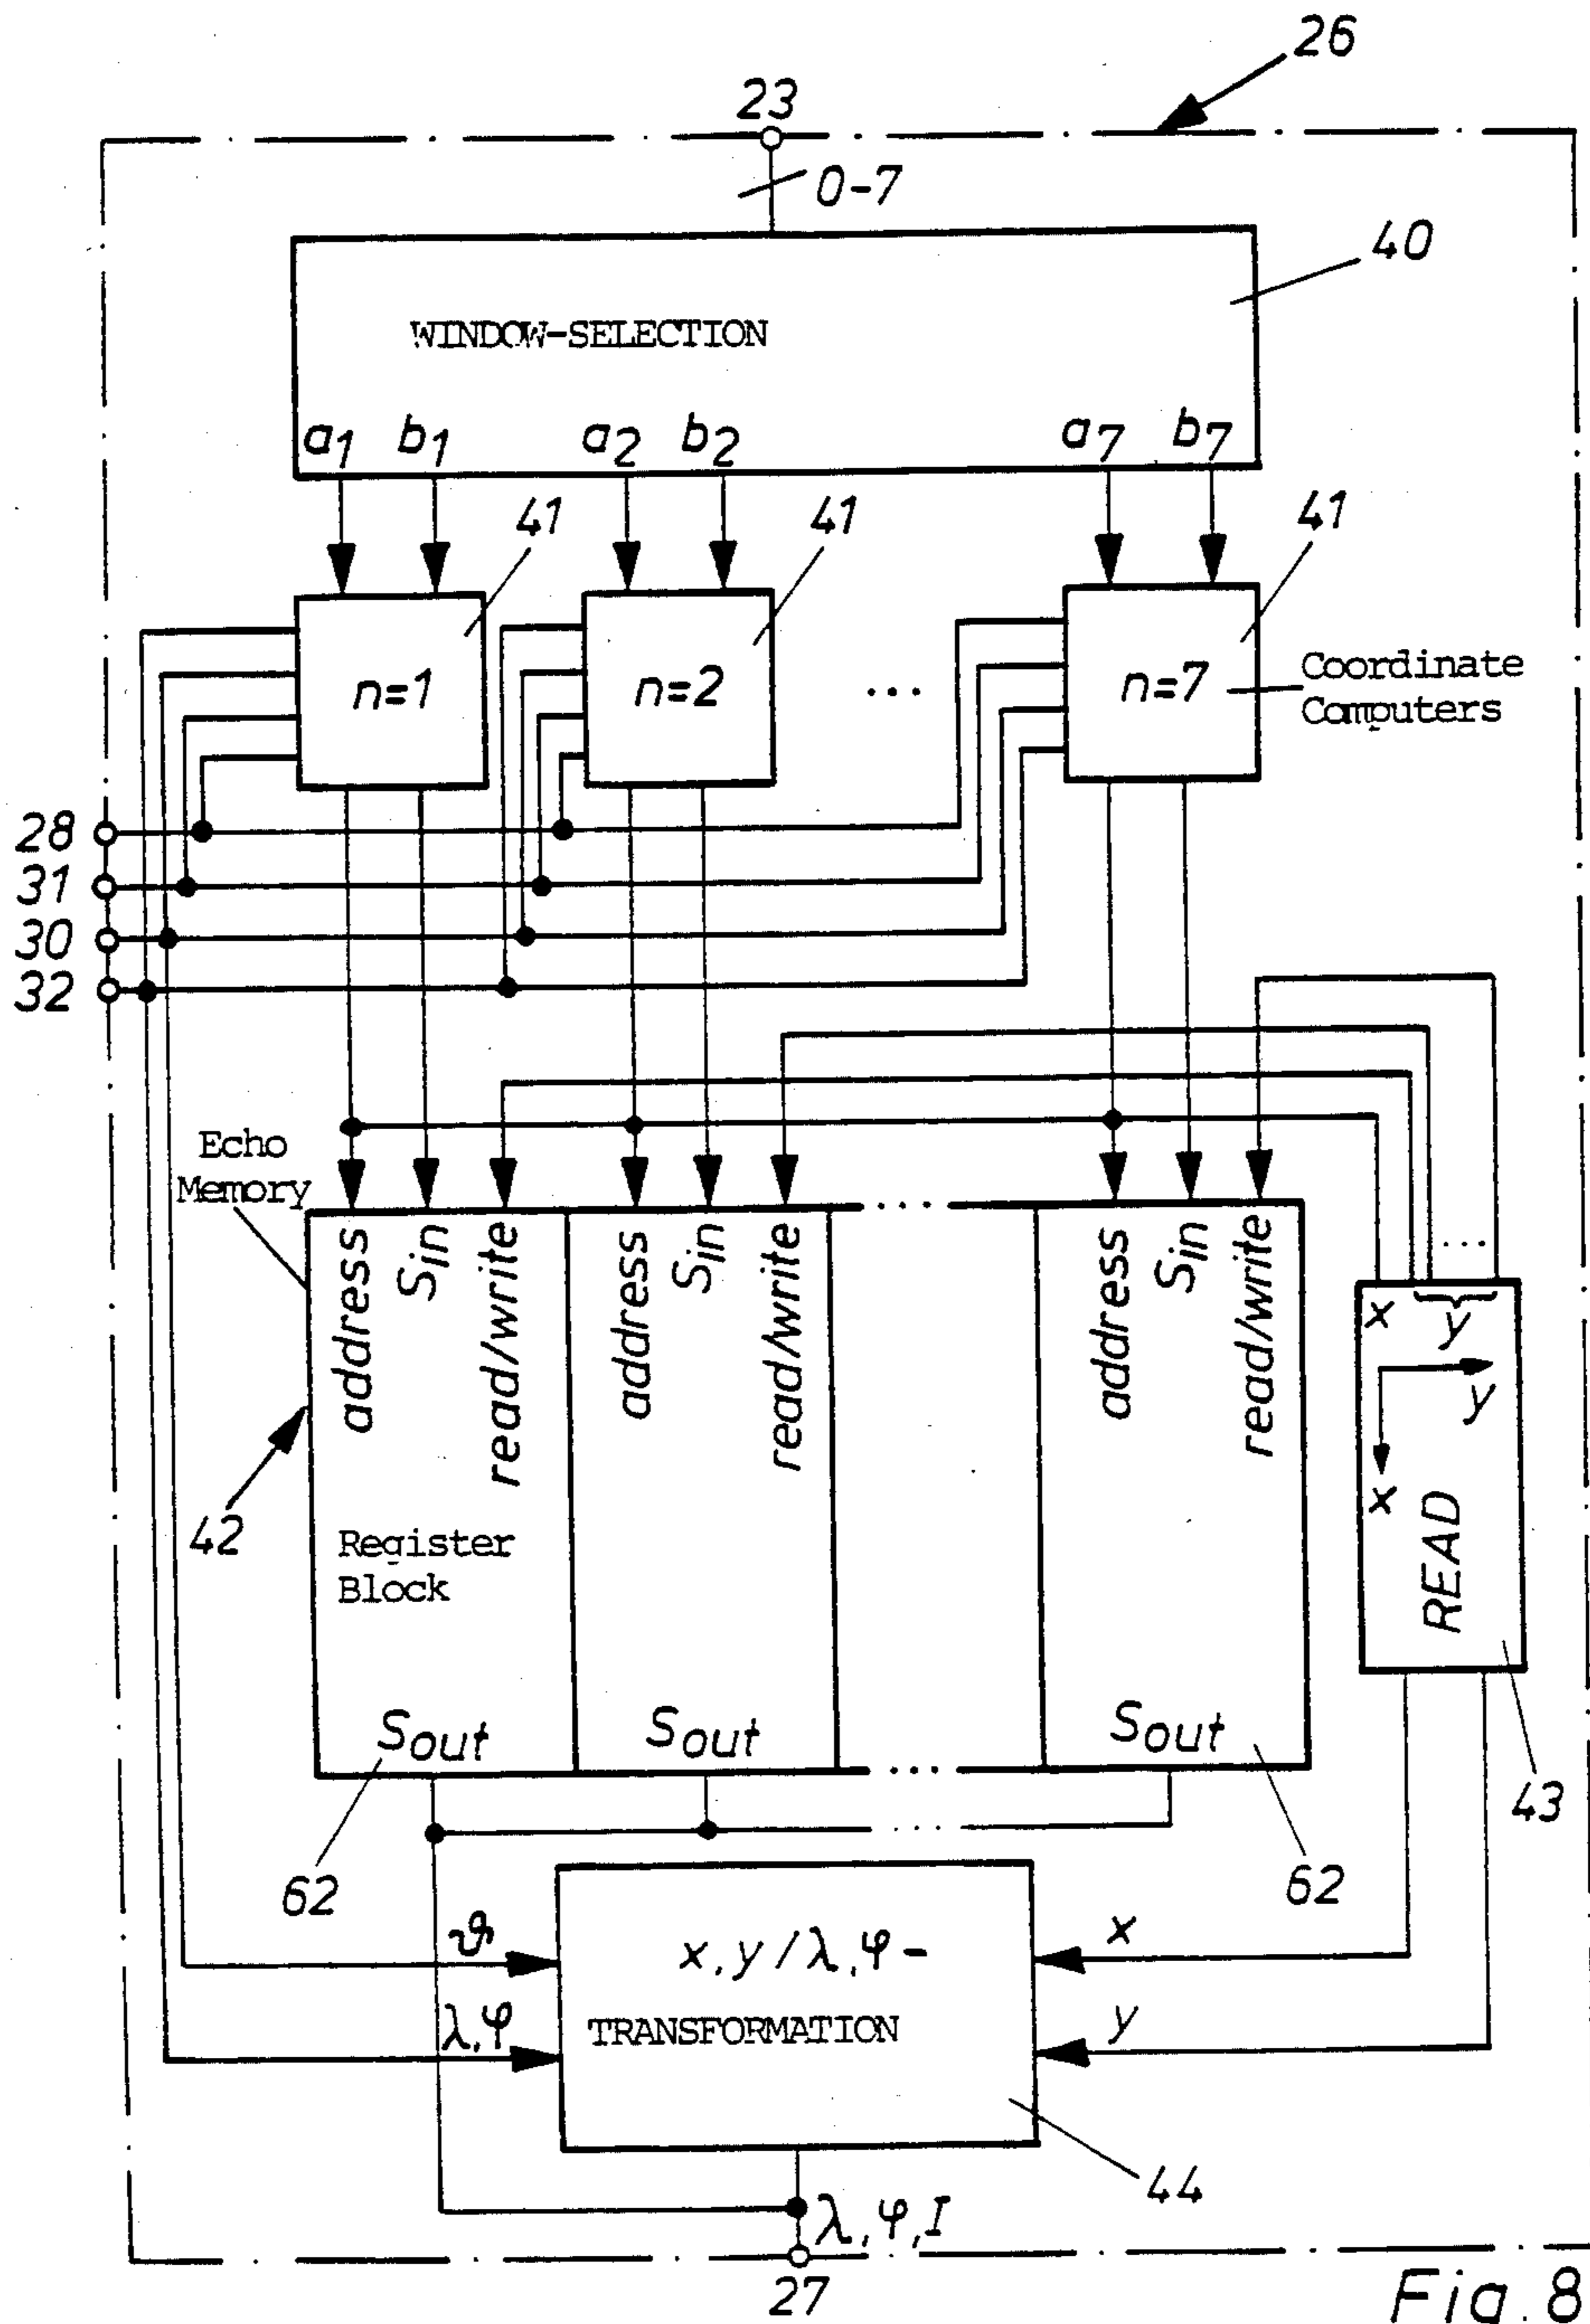 26
23
0-7
40
WINDOW-SELECTION
a1 b1 a2 b2 a7 b7
41 41 41
n=1 n=2 ... n=7
Coordinate
Computers
28
31
30
32
Echo
Memory
address Sin read/write address Sin read/write ... address Sin read/write
...
x y
y
x
READ
42
Register
Block
Sout Sout ... Sout
43
...
62 62
ϑ x, y / λ, φ - x
λ, φ TRANSFORMATION y
44
λ, φ, I
27
Fig. 8